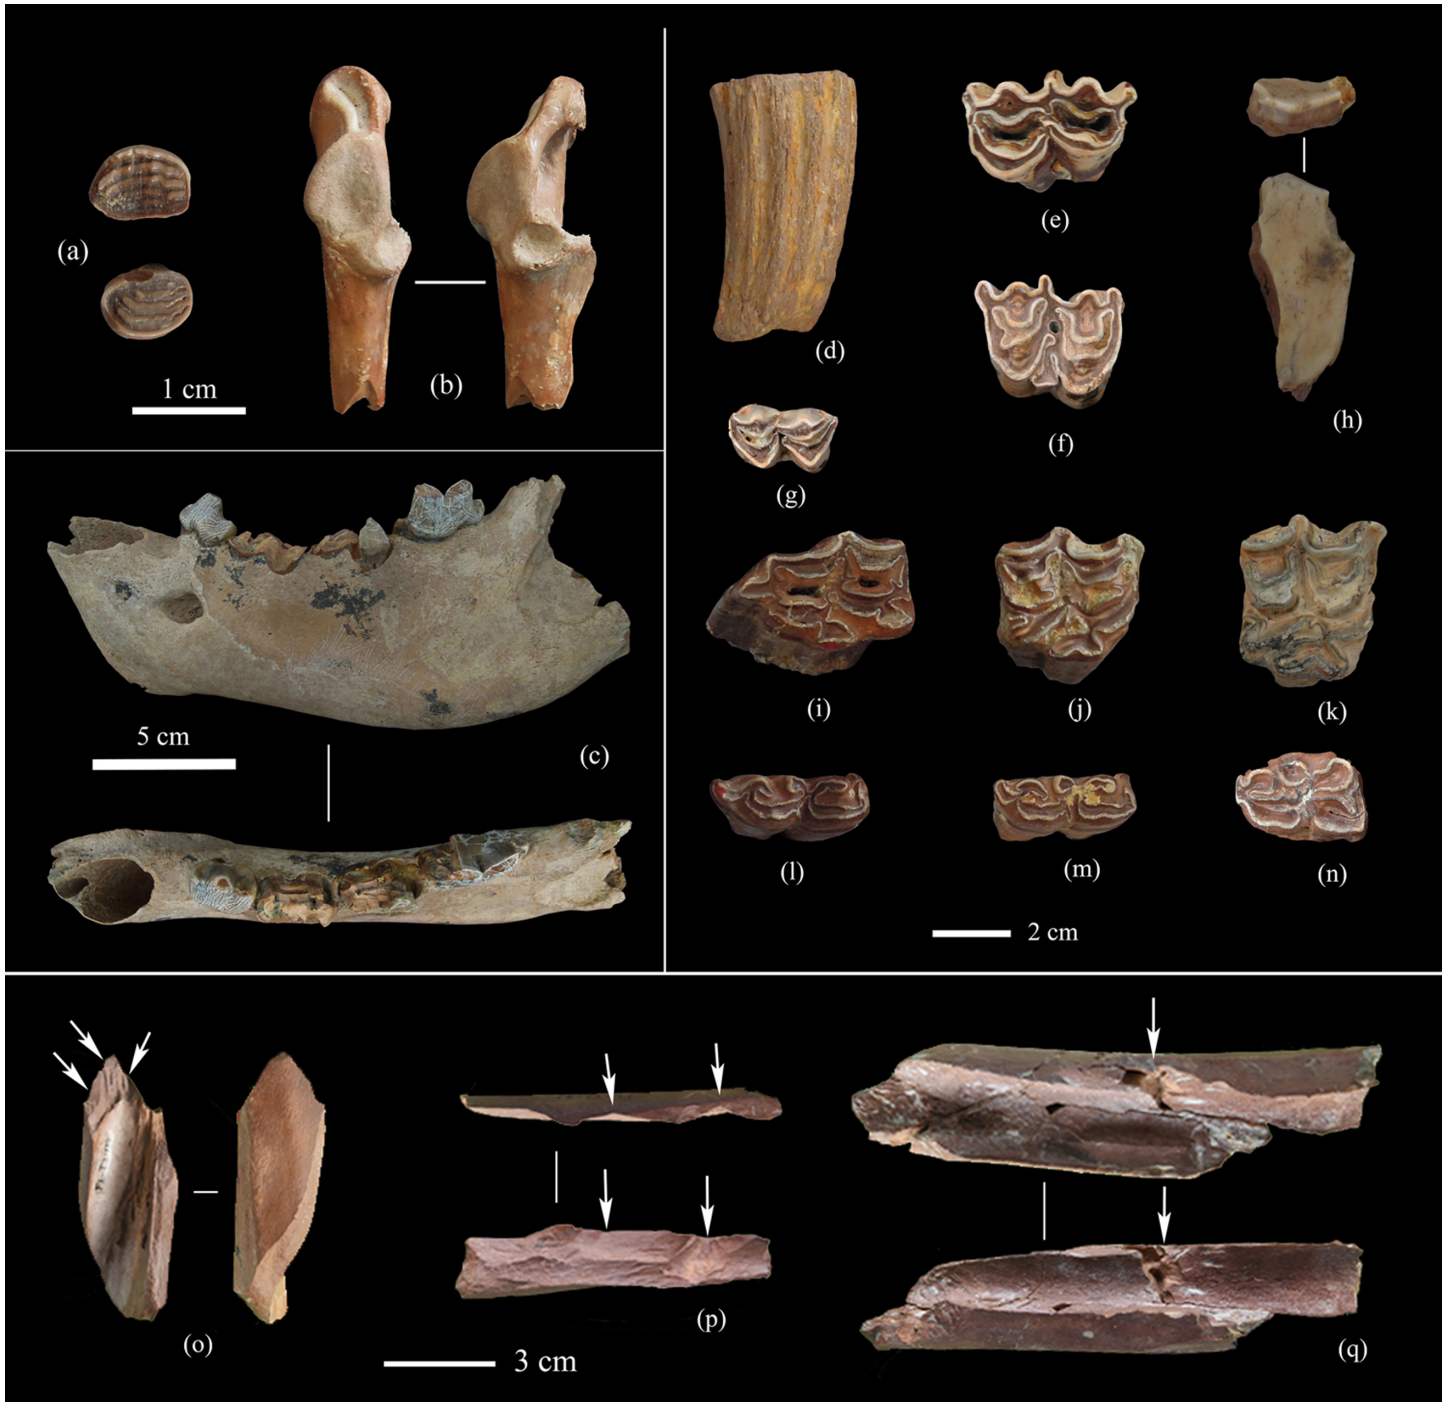 (a)
1 cm
(b)
(c)
5 cm
(d)
(e)
(f)
(g)
(h)
(i)
(j)
(k)
(l)
(m)
(n)
2 cm
(o)
(p)
(q)
3 cm